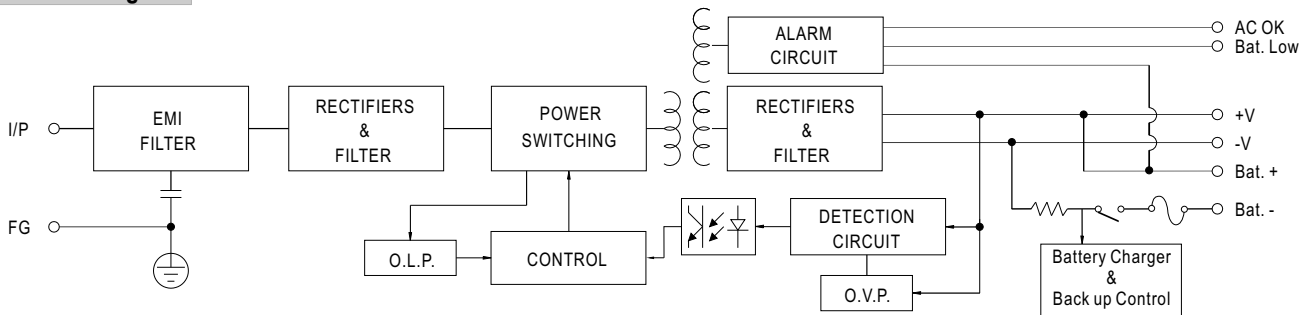 AC OK
Bat. Low
ALARM
CIRCUIT
I/P
EMI
FILTER
RECTIFIERS
&
FILTER
POWER
SWITCHING
RECTIFIERS
&
FILTER
+V
-V
Bat. +
Bat. -
FG
O.L.P.
CONTROL
DETECTION
CIRCUIT
O.V.P.
Battery Charger
&
Back up Control